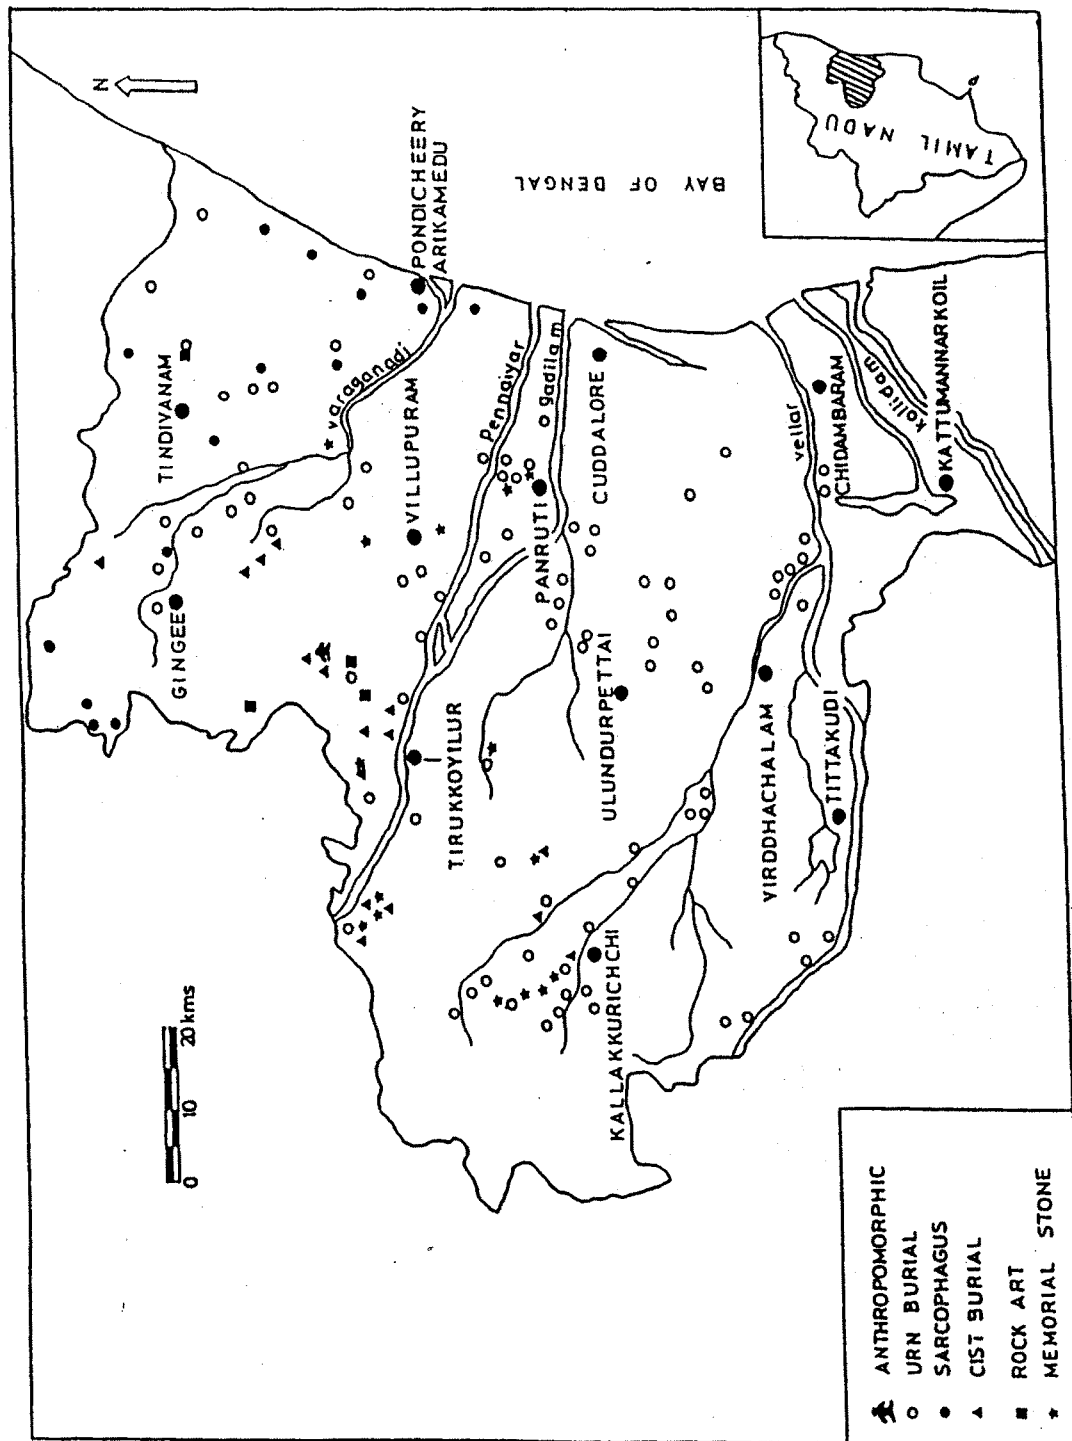 N
TINDIVANAM
GINGEE
varaganadi
PONDICHEERY
ARIKAMEDU
VILLUPURAM
Pennaiyar
gadilam
PANRUTI
CUDDALORE
TIRUKKOYILUR
ULUNDURPETTAI
KALLAKKURICHCHI
VIRDDHACHALAM
TITTAKUDI
vellar
CHIDAMBARAM
kollidam
KATTUMANNARKOIL
BAY OF DENGAL
TAMIL NADU
0 10 20 kms
ANTHROPOMORPHIC
URN BURIAL
SARCOPHAGUS
CIST BURIAL
ROCK ART
MEMORIAL STONE